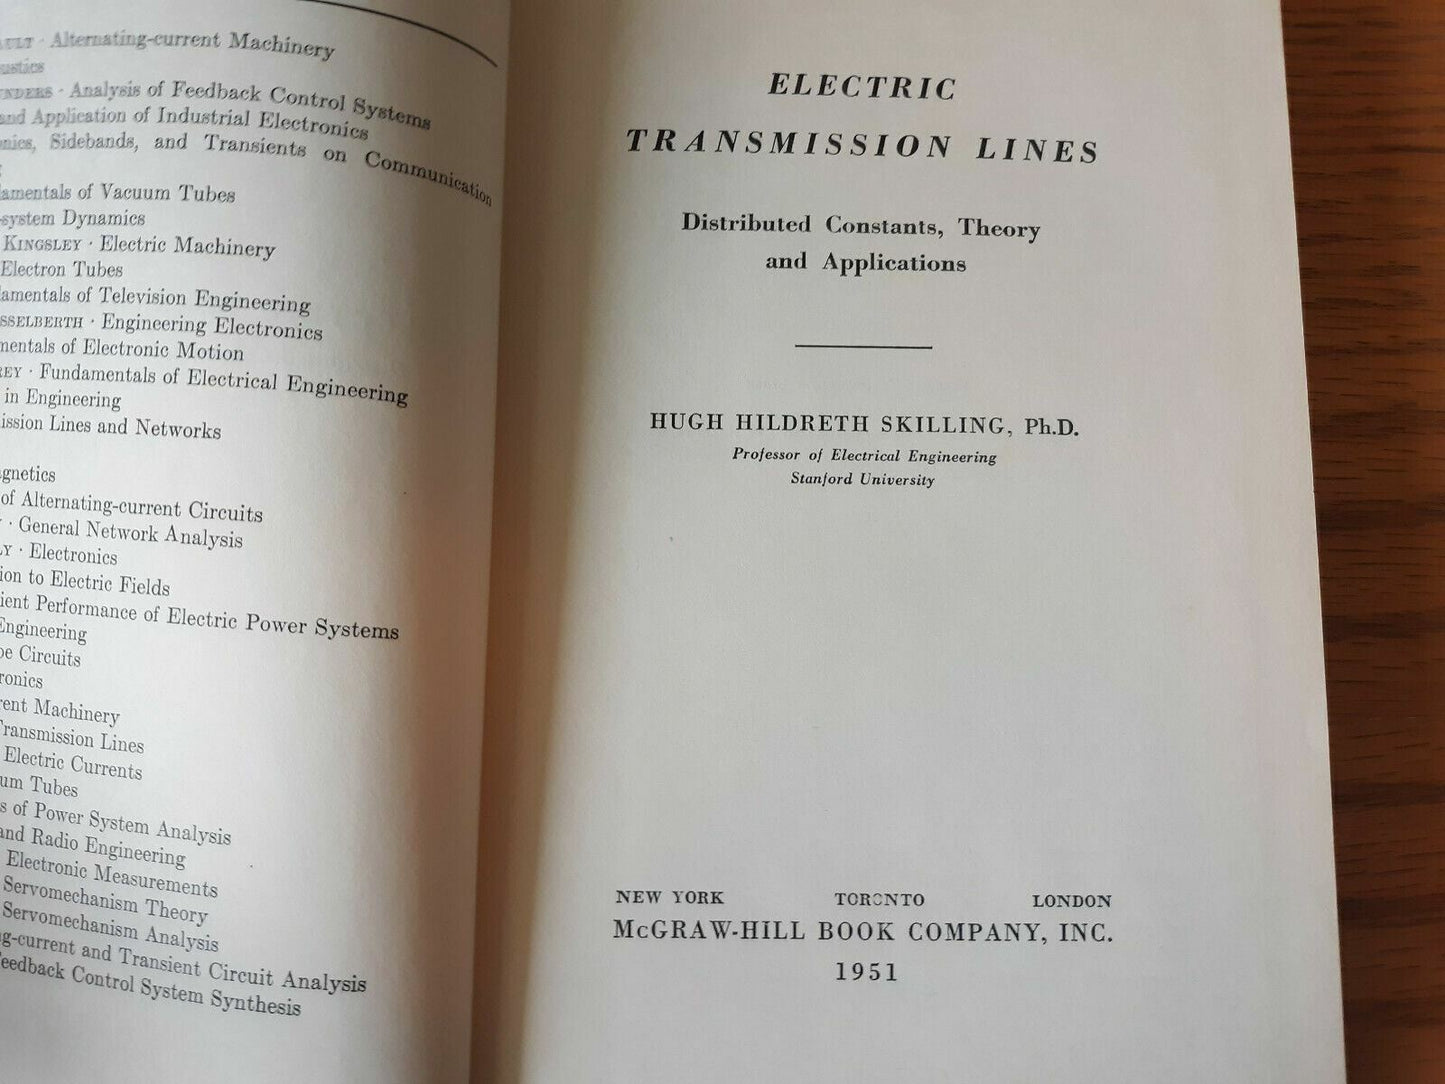 Alternating-current Machinery
· Analysis of Feedback Control Systems
and Application of Industrial Electronics
Sidebands, and Transients on Communication
of Vacuum Tubes
-system Dynamics
KINGSLEY · Electric Machinery
Electron Tubes
of Television Engineering
· Engineering Electronics
of Electronic Motion
· Fundamentals of Electrical Engineering
in Engineering
Lines and Networks
of Alternating-current Circuits
· General Network Analysis
· Electronics
to Electric Fields
Performance of Electric Power Systems
Engineering
Circuits
Machinery
Transmission Lines
Electric Currents
Tubes
of Power System Analysis
and Radio Engineering
Electronic Measurements
Servomechanism Theory
Servomechanism Analysis
and Transient Circuit Analysis
Feedback Control System Synthesis
ELECTRIC
TRANSMISSION LINES
Distributed Constants, Theory
and Applications
HUGH HILDRETH SKILLING, Ph.D.
Professor of Electrical Engineering
Stanford University
NEW YORK TORONTO LONDON
McGRAW-HILL BOOK COMPANY, INC.
1951